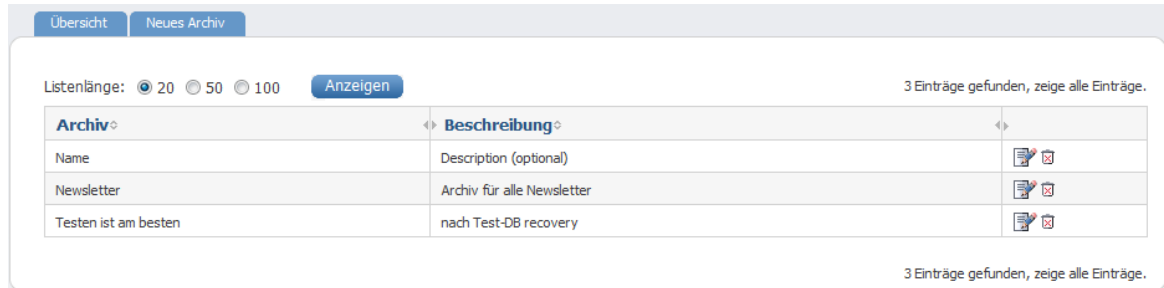 Übersicht Neues Archiv
Listenlänge: 20 50 100 Anzeigen 3 Einträge gefunden, zeige alle Einträge.
Archiv Beschreibung
Name Description (optional)
Newsletter Archiv für alle Newsletter
Testen ist am besten nach Test-DB recovery
3 Einträge gefunden, zeige alle Einträge.